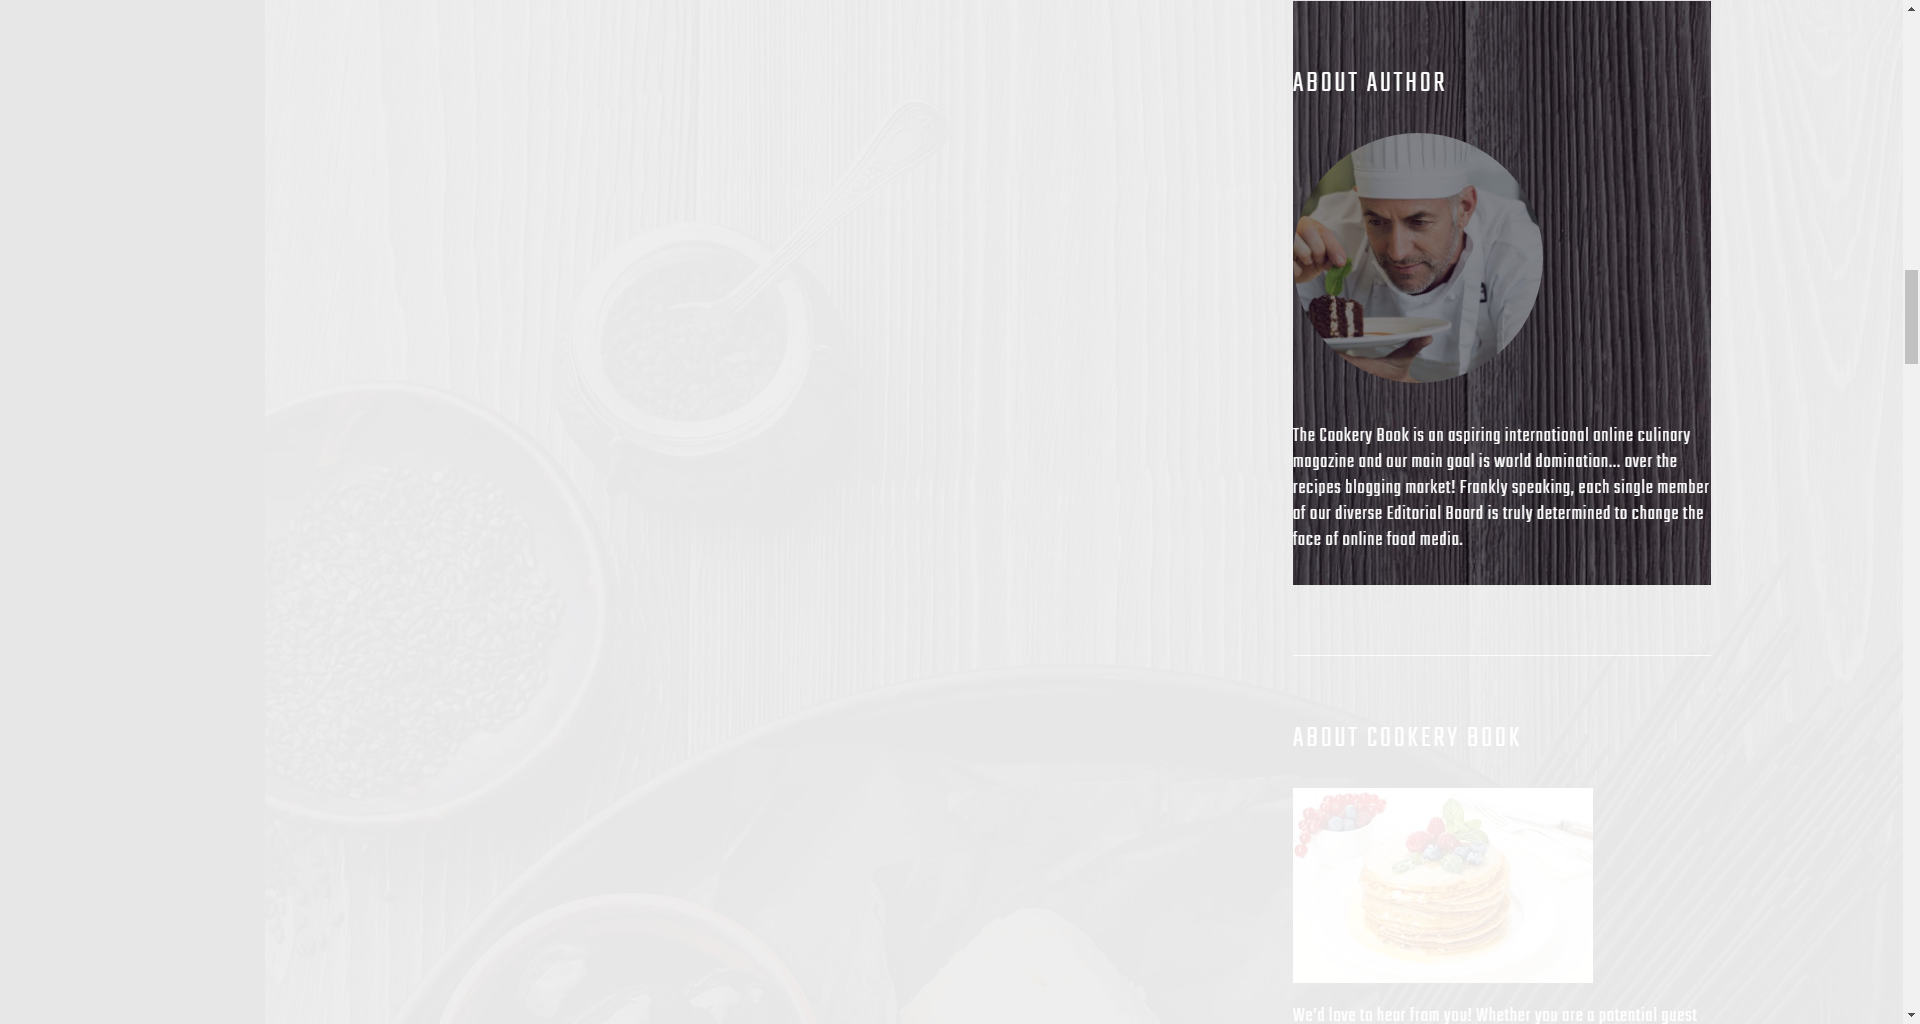 ABOUT AUTHOR
The Cookery Book is an aspiring international online culinary
magazine and our main goal is world domination... over the
recipes blogging market! Frankly speaking, each single member
of our diverse Editorial Board is truly determined to change the
face of online food media.
ABOUT COOKERY BOOK
We'd love to hear from you! Whether you are a potential guest